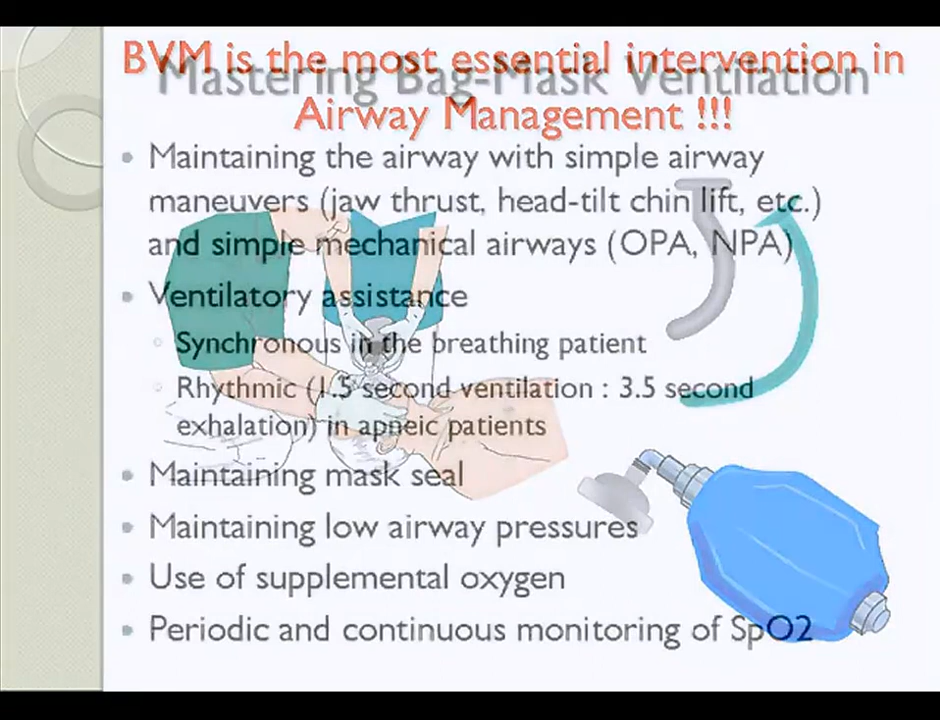 BVM is the most essential intervention in
Mastering Bag-Mask Ventilation
Airway Management !!!
Maintaining the airway with simple airway
maneuvers (jaw thrust, head-tilt chin lift, etc.)
and simple mechanical airways (OPA, NPA)
Ventilatory assistance
Synchronous in the breathing patient
Rhythmic (1.5 second ventilation : 3.5 second
exhalation) in apneic patients
Maintaining mask seal
Maintaining low airway pressures
Use of supplemental oxygen
Periodic and continuous monitoring of SpO2